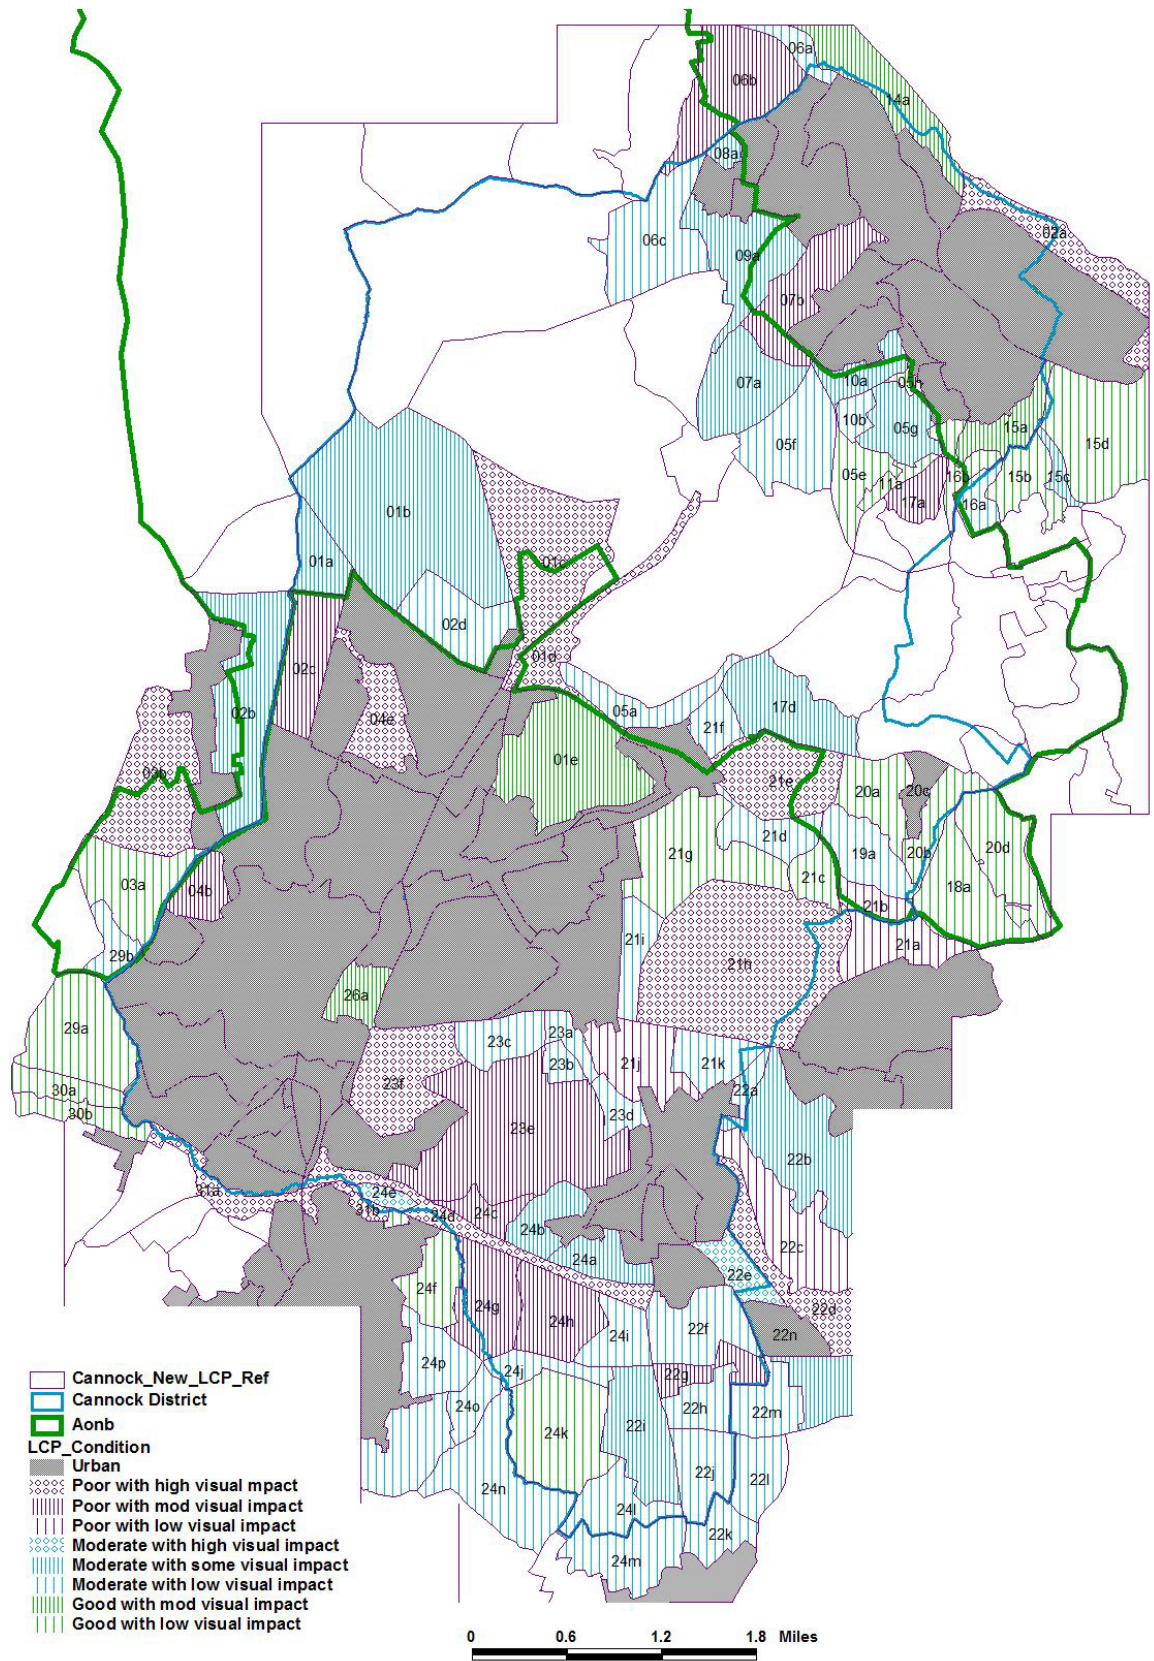 06a
06b
14a
08a
02a
06c
09a
07b
07a
10a
05h
10b
05g
15a
15d
05f
05e
11a
17a
16b
15b
15c
16a
01b
01a
01c
02d
01d
02c
05a
17d
21f
04e
02b
01e
03b
21e
20a
20c
21d
21g
19a
20b
20d
21c
18a
03a
04b
21b
21i
21a
29b
21h
26a
29a
23c
23a
23b
21j
21k
30a
30b
23f
22a
23d
23e
22b
31a
24e
31b
24d
24c
24b
24a
22c
22e
24f
24g
24h
22d
24i
22f
22n
24p
24j
22g
24o
22h
22m
24k
22i
24n
22j
22l
24l
22k
24m
Cannock_New_LCP_Ref
Cannock District
Aonb
LCP_Condition
Urban
Poor with high visual mpact
Poor with mod visual impact
Poor with low visual impact
Moderate with high visual impact
Moderate with some visual impact
Moderate with low visual impact
Good with mod visual impact
Good with low visual impact
0 0.6 1.2 1.8 Miles